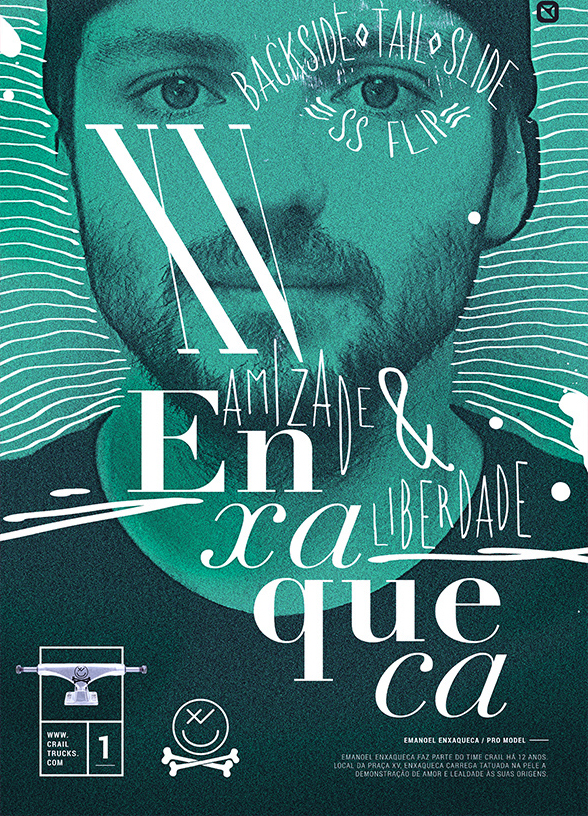 BACKSIDE TAIL SLIDE
SS FLIP
XV
AMIZADE &
LIBERDADE
En
xa
que
ca
WWW.
CRAIL
TRUCKS.
COM
1
EMANOEL ENXAQUECA / PRO MODEL
EMANOEL ENXAQUECA FAZ PARTE DO TIME CRAIL HÁ 12 ANOS.
LOCAL DA PRAÇA XV, ENXAQUECA CARREGA TATUADA NA PELE A
DEMONSTRAÇÃO DE AMOR E LEALDADE ÀS SUAS ORIGENS.